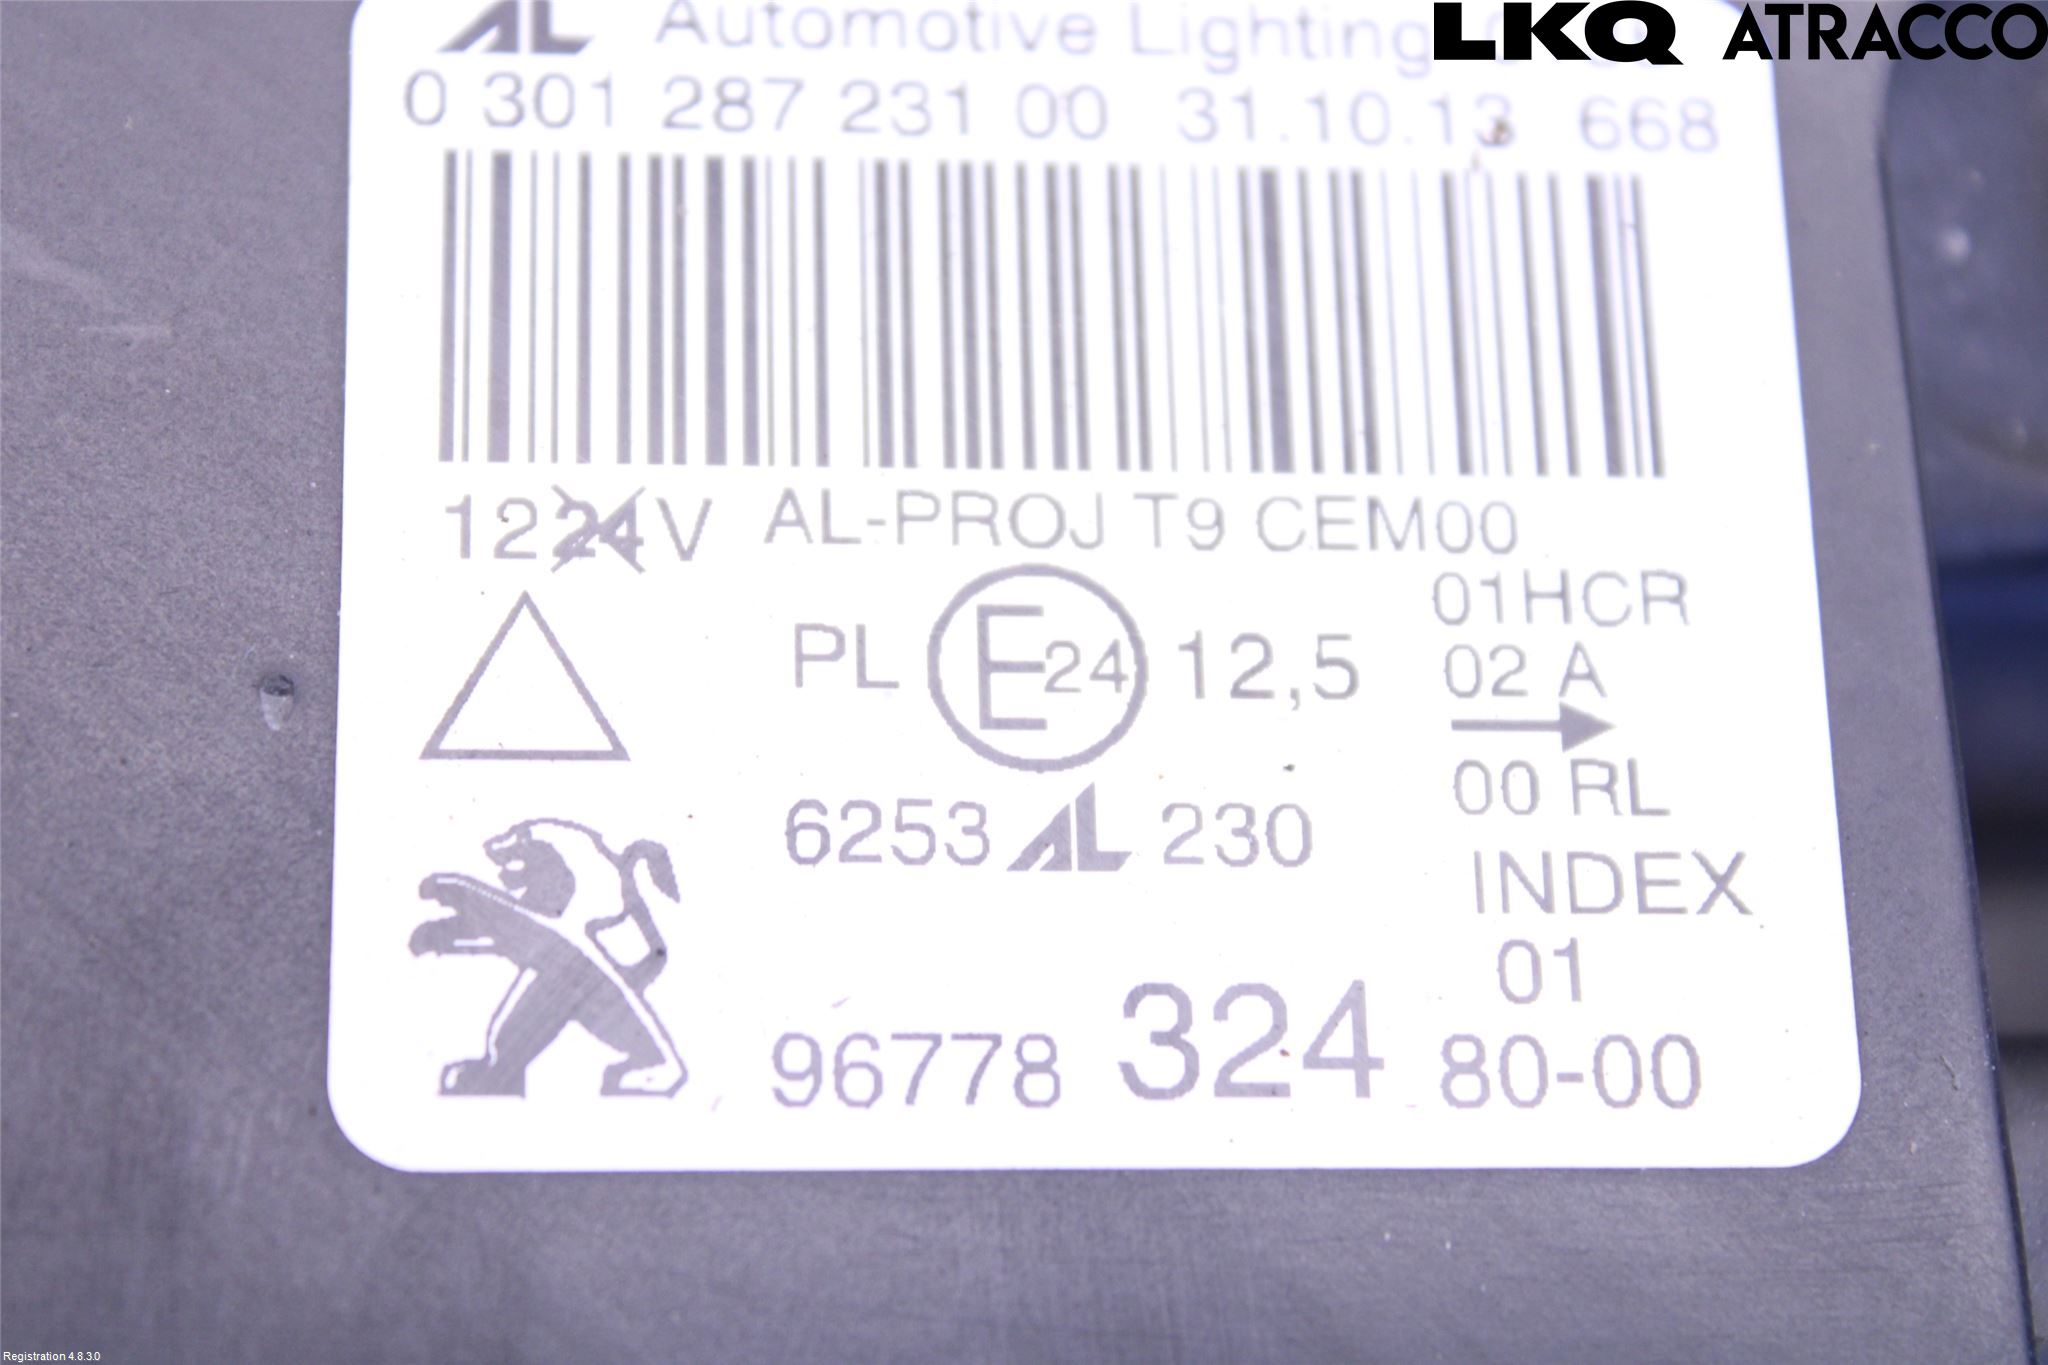 LKQ ATRACCO
AL Automotive Lighting
0 301 287 231 00 31.10.13 668
1224V AL-PROJ T9 CEM00
01HCR
PL E24 12,5 02 A
00 RL
6253 AL 230
INDEX
01
96778 324 80-00
Registration 4.8.3.0